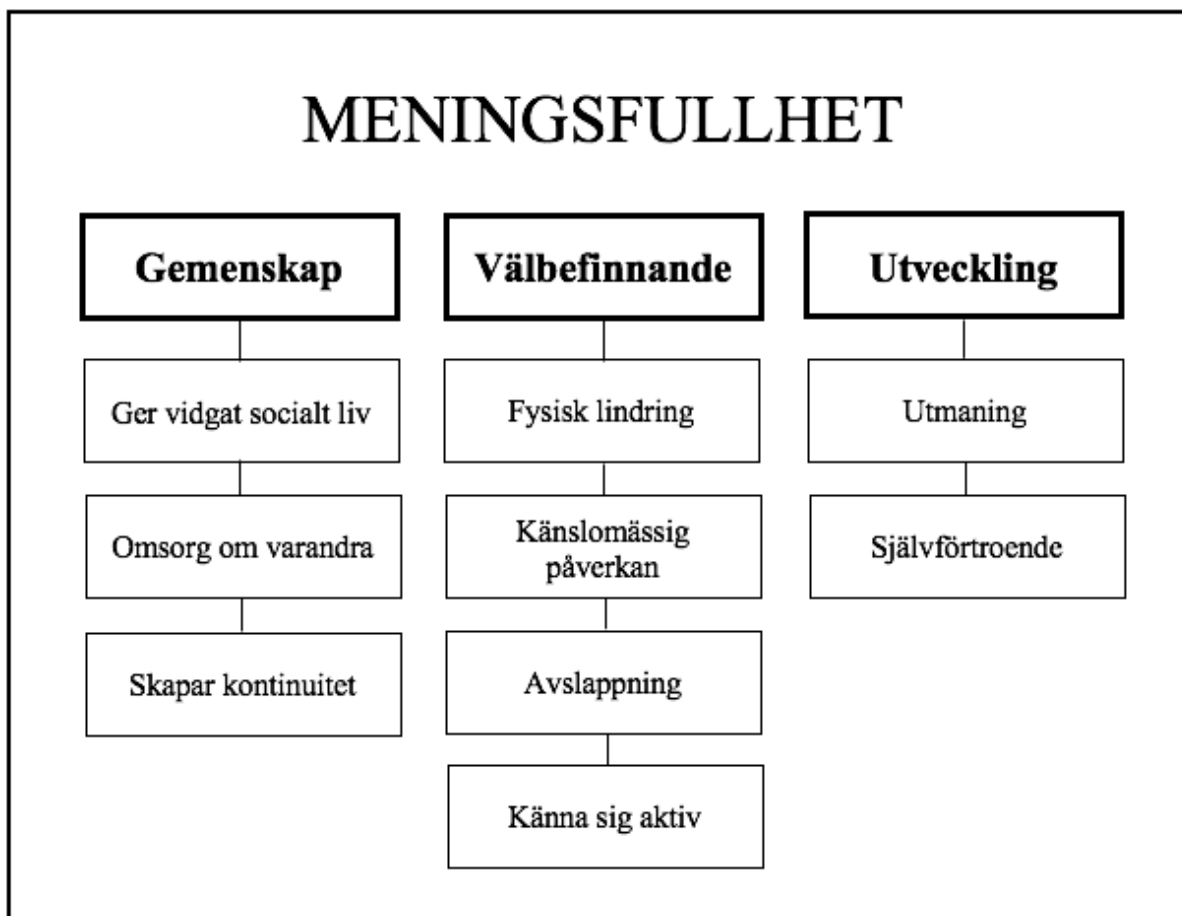 MENINGSFULLHET
Gemenskap
Ger vidgat socialt liv
Omsorg om varandra
Skapar kontinuitet
Välbefinnande
Fysisk lindring
Känslomässig
påverkan
Avslappning
Känna sig aktiv
Utveckling
Utmaning
Självförtroende